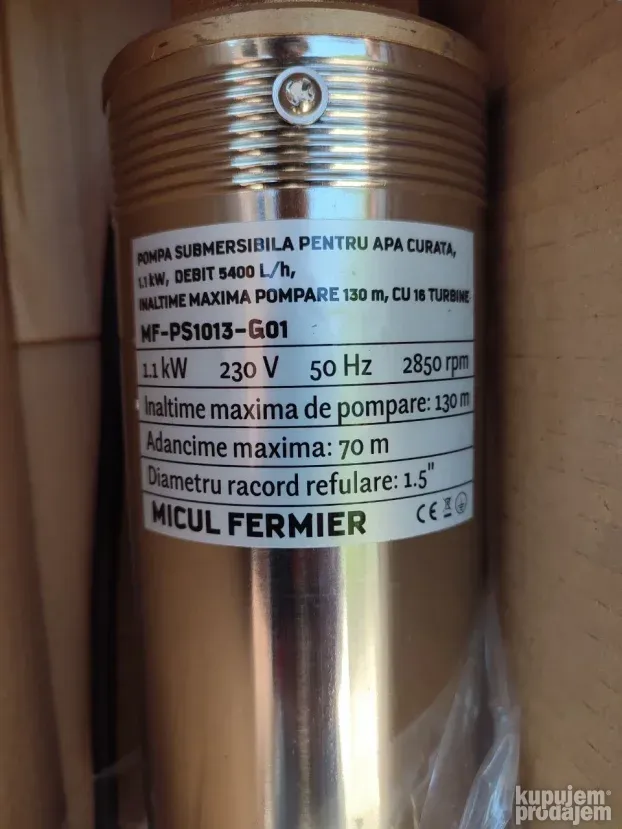 POMPA SUBMERSIBILA PENTRU APA CURATA,
1.1 kW, DEBIT 5400 L/h,
INALTIME MAXIMA POMPARE 130 m, CU 16 TURBINE
MF-PS1013-G01
1.1 kW 230 V 50 Hz 2850 rpm
Inaltime maxima de pompare: 130 m
Adancime maxima: 70 m
Diametru racord refulare: 1.5"
MICUL FERMIER CE
kupujem
prodajem